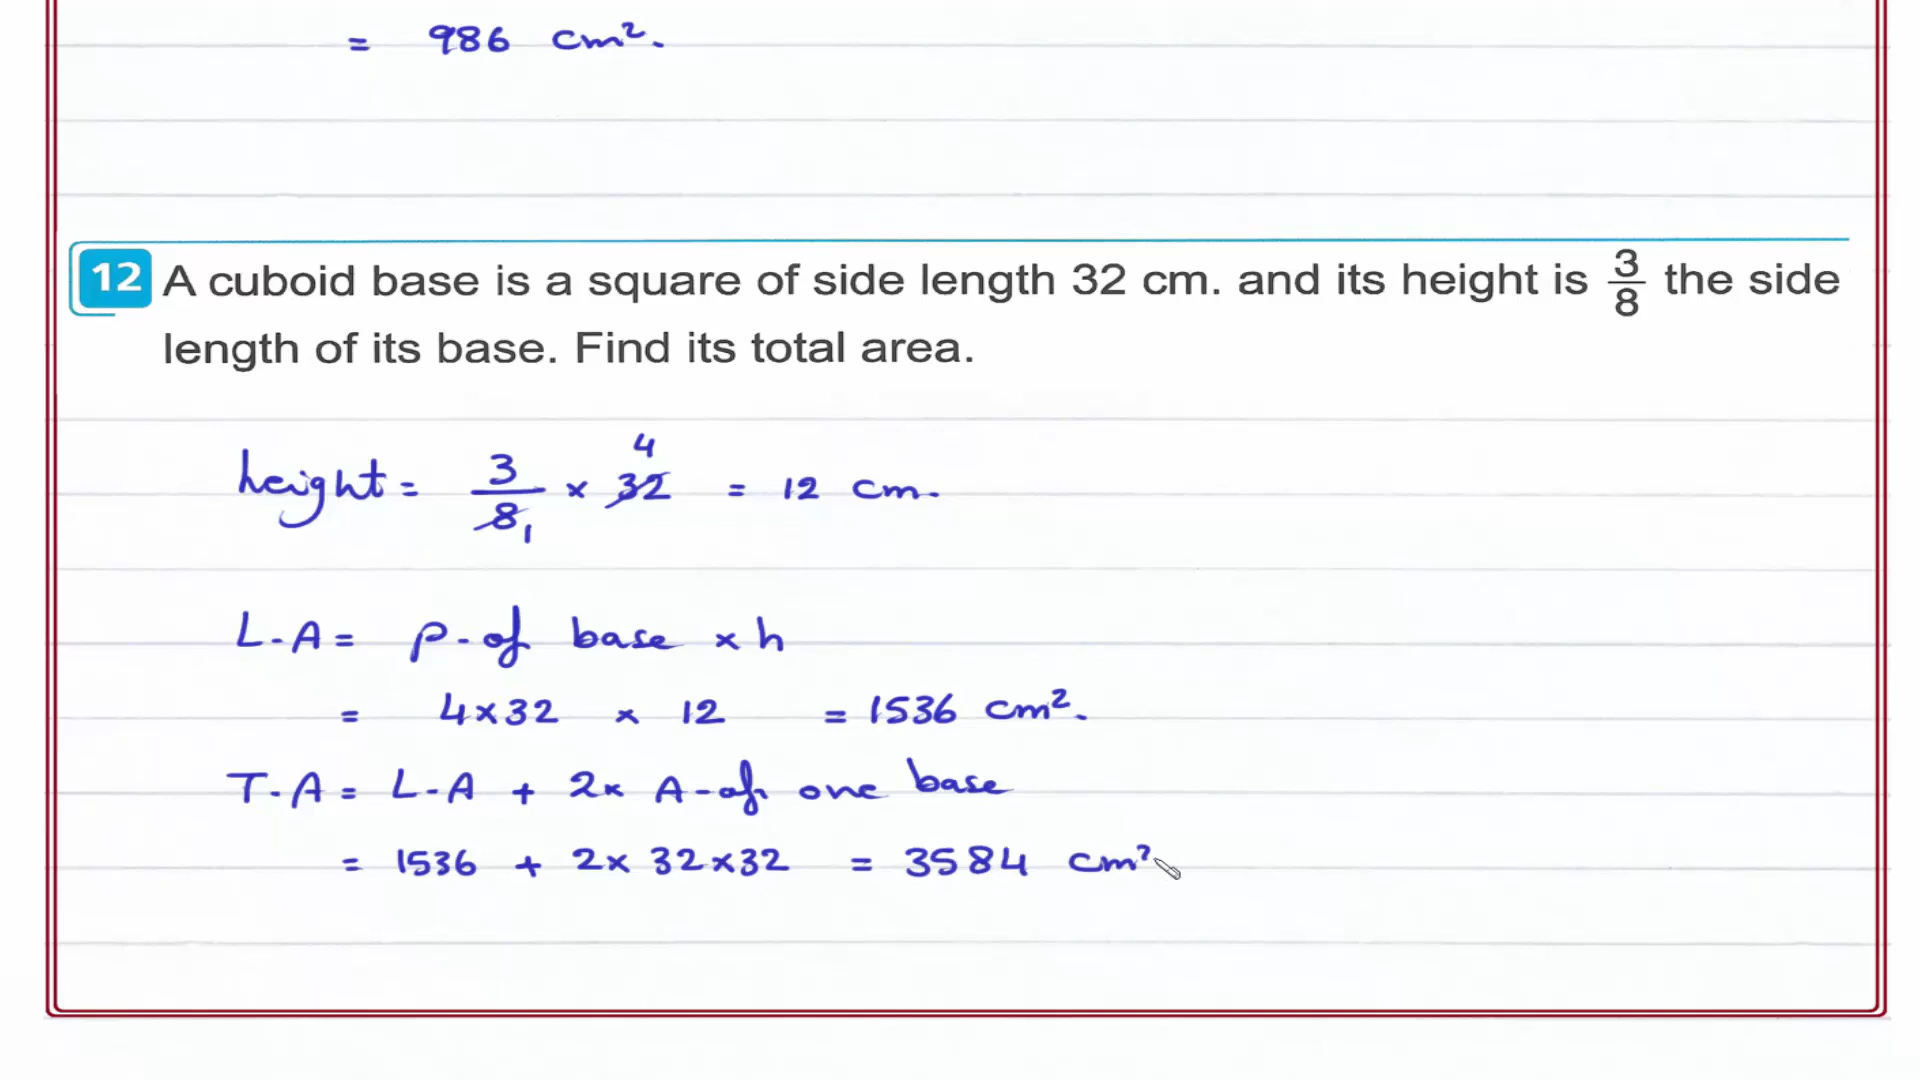 = 986 cm².
12 A cuboid base is a square of side length 32 cm. and its height is 3/8 the side
length of its base. Find its total area.
height = 3/8 1 × 32 4 = 12 cm.
L.A = P. of base × h
= 4×32 × 12 = 1536 cm².
T.A = L.A + 2× A. of one base
= 1536 + 2× 32×32 = 3584 cm²